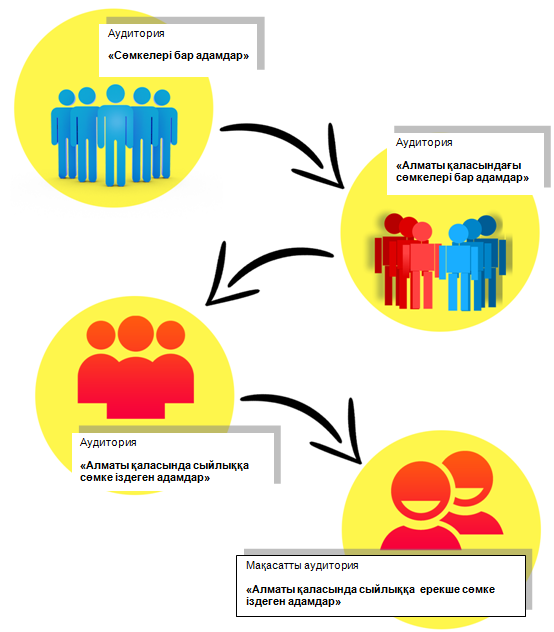 Аудитория
«Сөмкелері бар адамдар»
Аудитория
«Алматы қаласындағы
сөмкелері бар адамдар»
Аудитория
«Алматы қаласында сыйлыққа
сөмке іздеген адамдар»
Мақасатты аудитория
«Алматы қаласында сыйлыққа ерекше сөмке
іздеген адамдар»